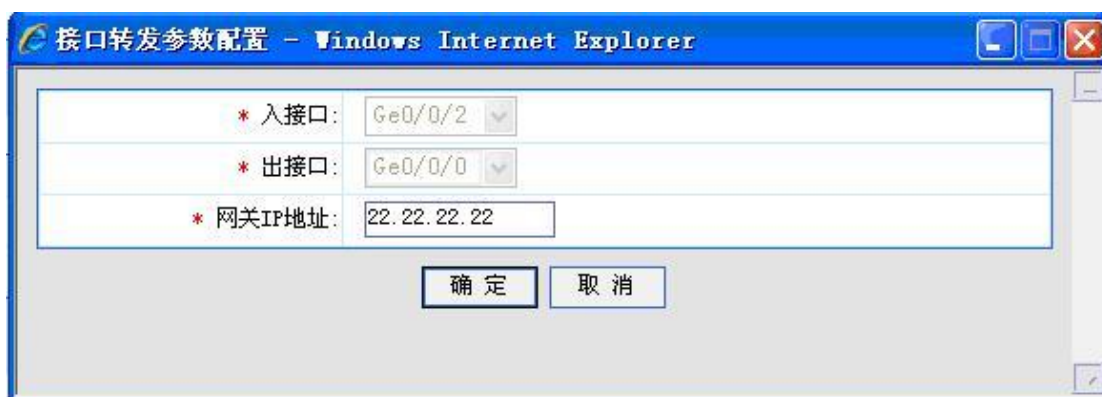 接口转发参数配置 - Windows Internet Explorer
* 入接口: Ge0/0/2
* 出接口: Ge0/0/0
* 网关IP地址: 22.22.22.22
确 定 取 消